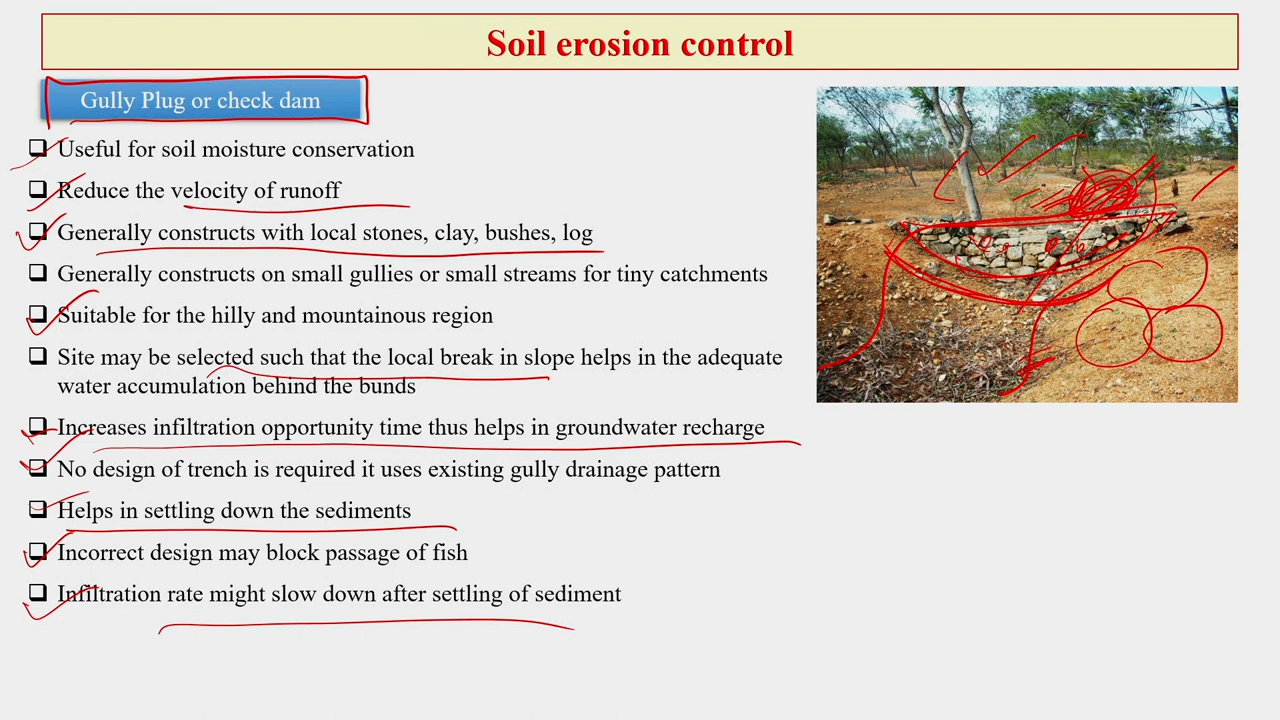 Soil erosion control
Gully Plug or check dam
Useful for soil moisture conservation
Reduce the velocity of runoff
Generally constructs with local stones, clay, bushes, log
Generally constructs on small gullies or small streams for tiny catchments
Suitable for the hilly and mountainous region
Site may be selected such that the local break in slope helps in the adequate
water accumulation behind the bunds
Increases infiltration opportunity time thus helps in groundwater recharge
No design of trench is required it uses existing gully drainage pattern
Helps in settling down the sediments
Incorrect design may block passage of fish
Infiltration rate might slow down after settling of sediment